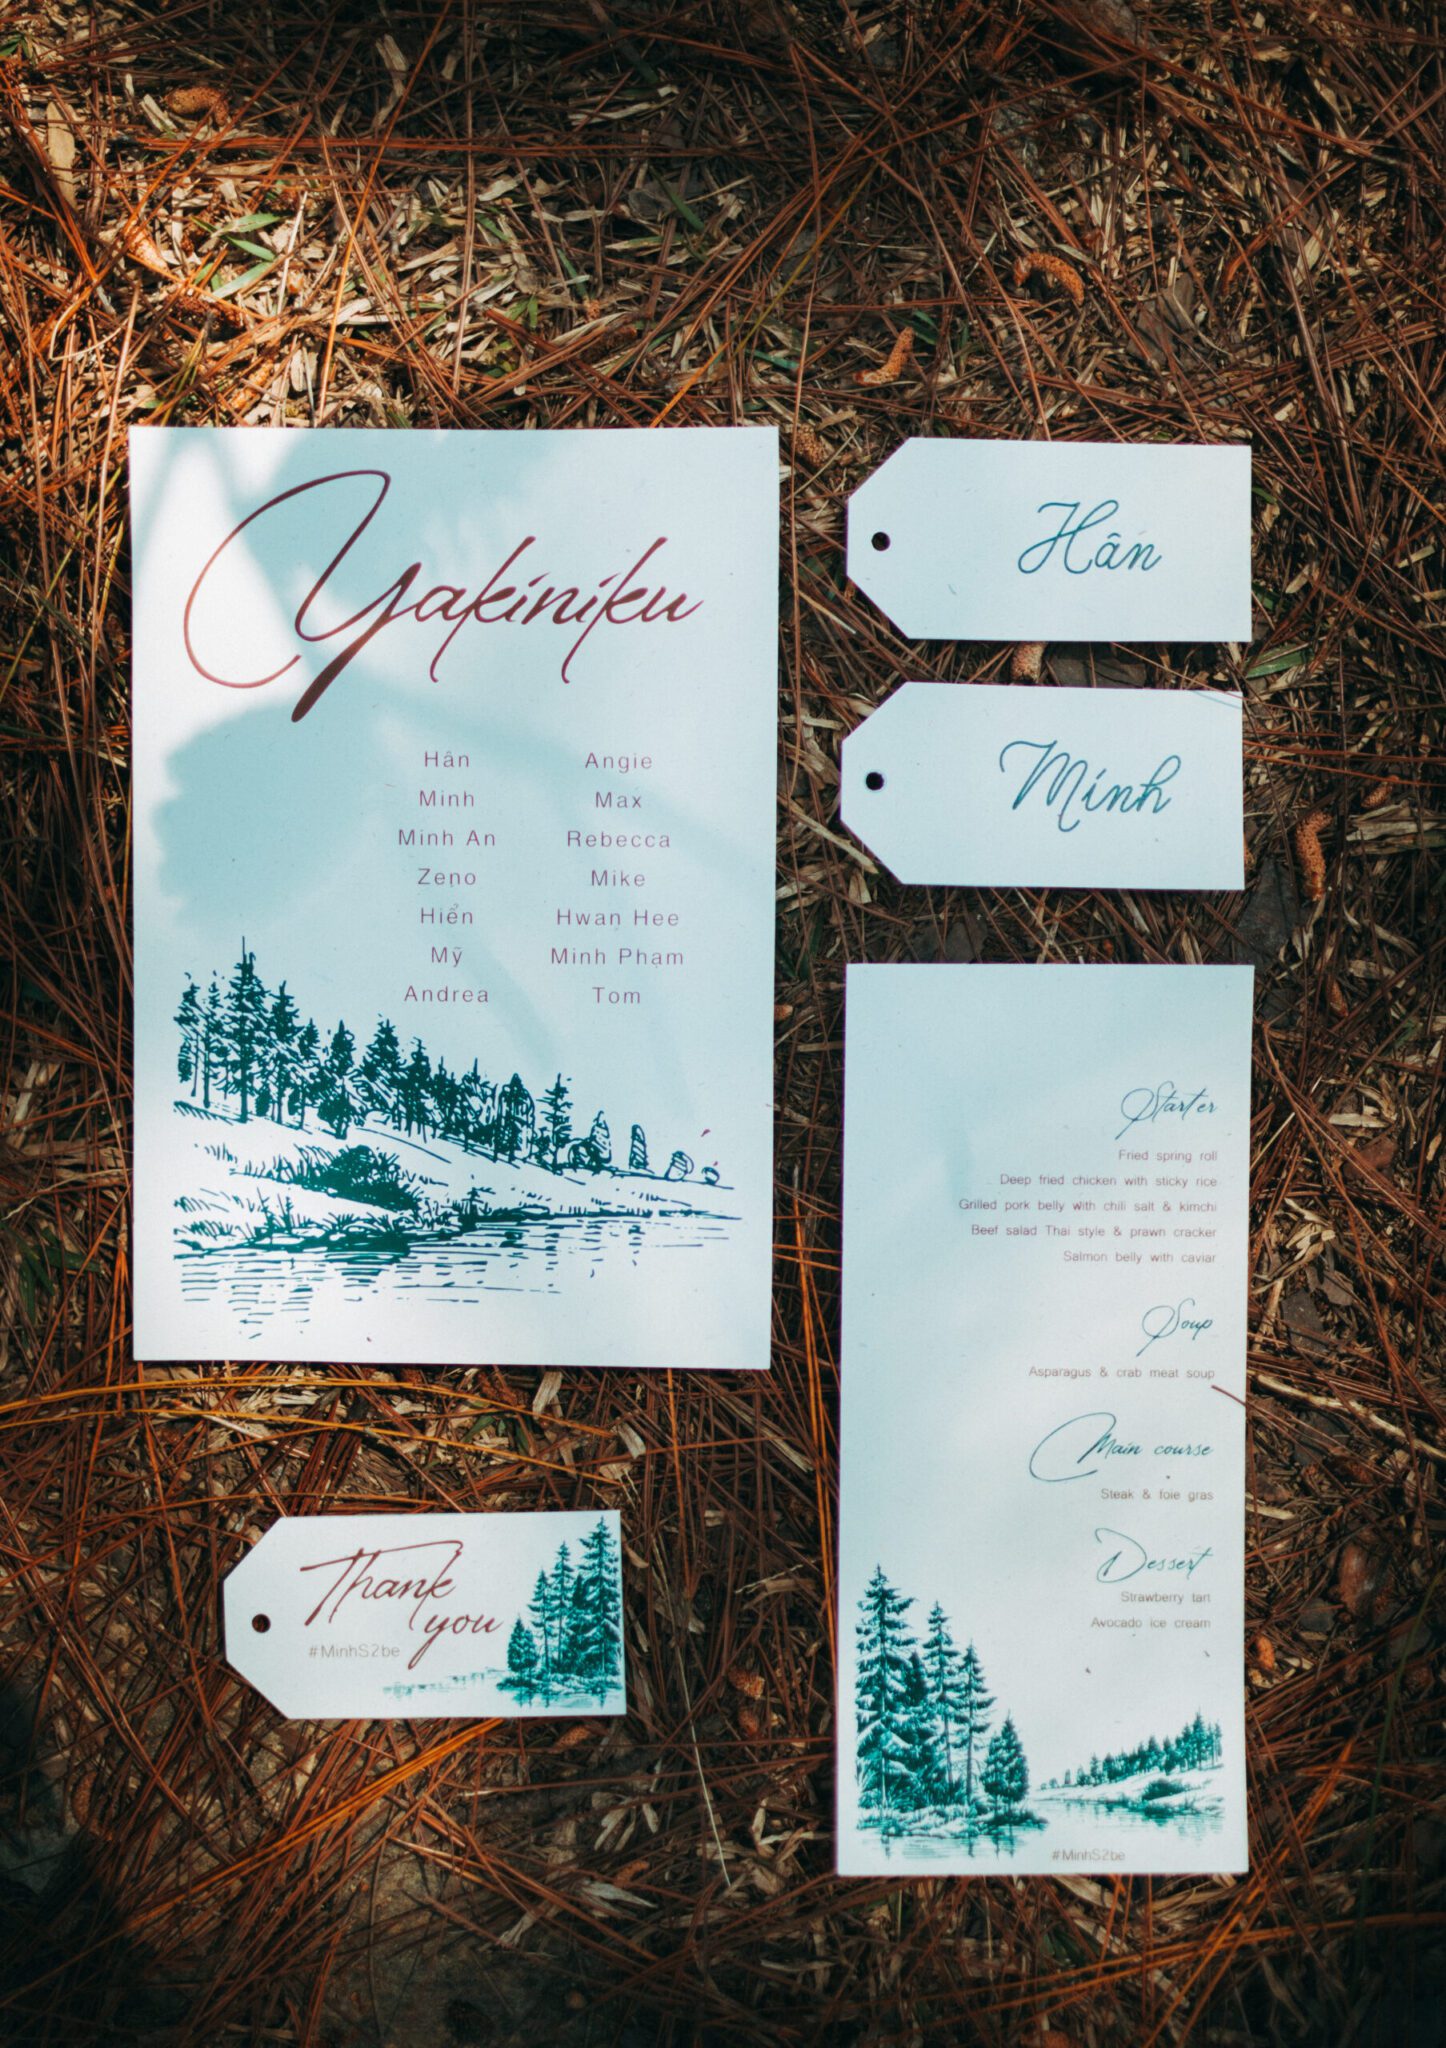 Yakiniku
Hân
Minh
Minh An
Zeno
Hiển
Mỹ
Andrea
Angie
Max
Rebecca
Mike
Hwan Hee
Minh Phạm
Tom
Hân
Minh
Starter
Fried spring roll
Deep fried chicken with sticky rice
Grilled pork belly with chili salt & kimchi
Beef salad Thai style & prawn cracker
Salmon belly with caviar
Soup
Asparagus & crab meat soup
Main course
Steak & foie gras
Dessert
Strawberry tart
Avocado ice cream
#MinhS2be
Thank
you
#MinhS2be